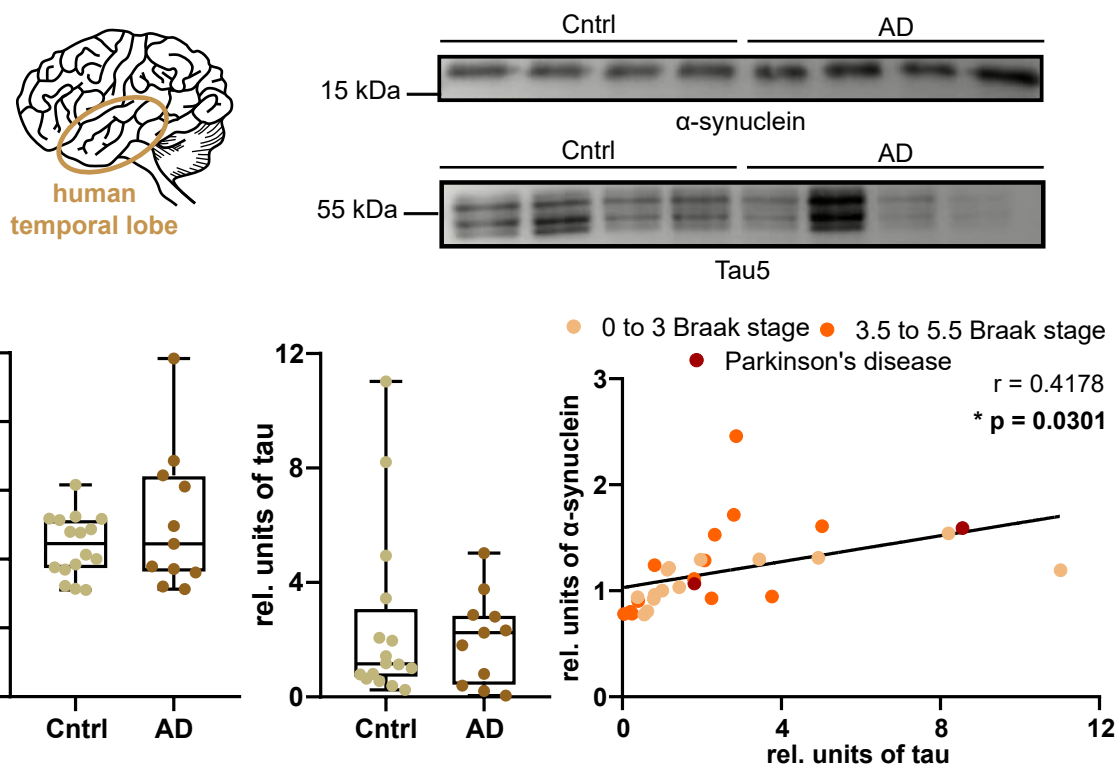 Cntrl AD
15 kDa
α-synuclein
human
temporal lobe
Cntrl AD
55 kDa
Tau5
0 to 3 Braak stage 3.5 to 5.5 Braak stage
Parkinson's disease
r = 0.4178
* p = 0.0301
Cntrl AD
rel. units of tau
12
8
4
0
Cntrl AD
rel. units of α-synuclein
3
2
1
0
0 4 8 12
rel. units of tau